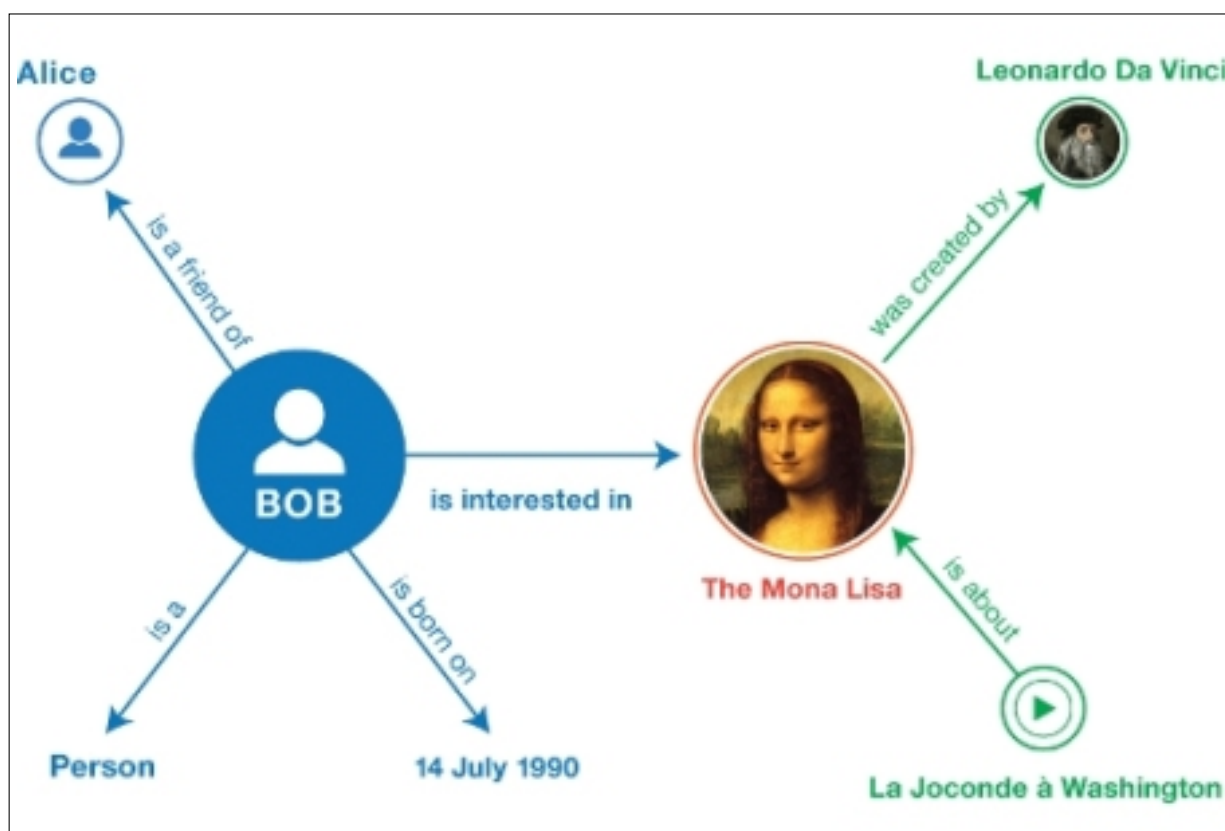 Alice
Leonardo Da Vinci
is a friend of
was created by
BOB
is interested in
The Mona Lisa
is a
is born on
is about
Person
14 July 1990
La Joconde à Washington